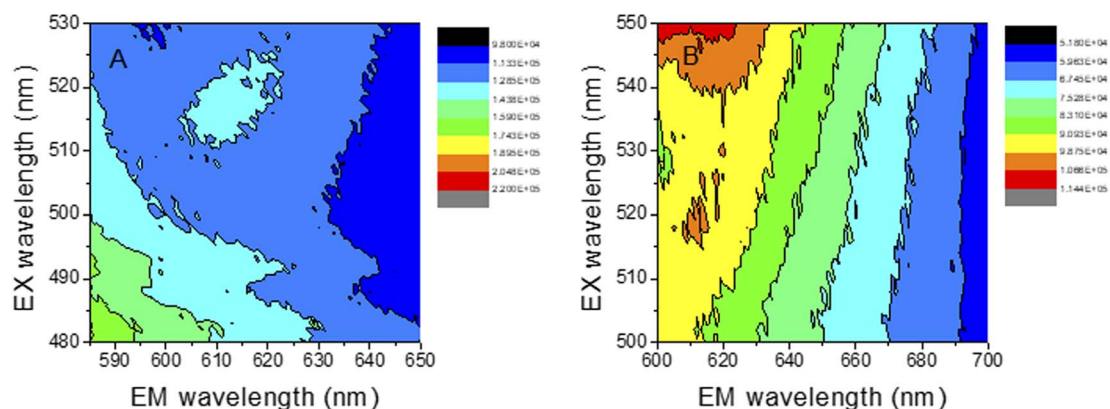 A
530
520
510
500
490
480
590 600 610 620 630 640 650
EX wavelength (nm)
EM wavelength (nm)
9.800E+04
1.133E+05
1.285E+05
1.438E+05
1.590E+05
1.743E+05
1.895E+05
2.048E+05
2.200E+05
B
550
540
530
520
510
500
600 620 640 660 680 700
EX wavelength (nm)
EM wavelength (nm)
5.180E+04
5.963E+04
6.745E+04
7.528E+04
8.310E+04
9.093E+04
9.875E+04
1.066E+05
1.144E+05